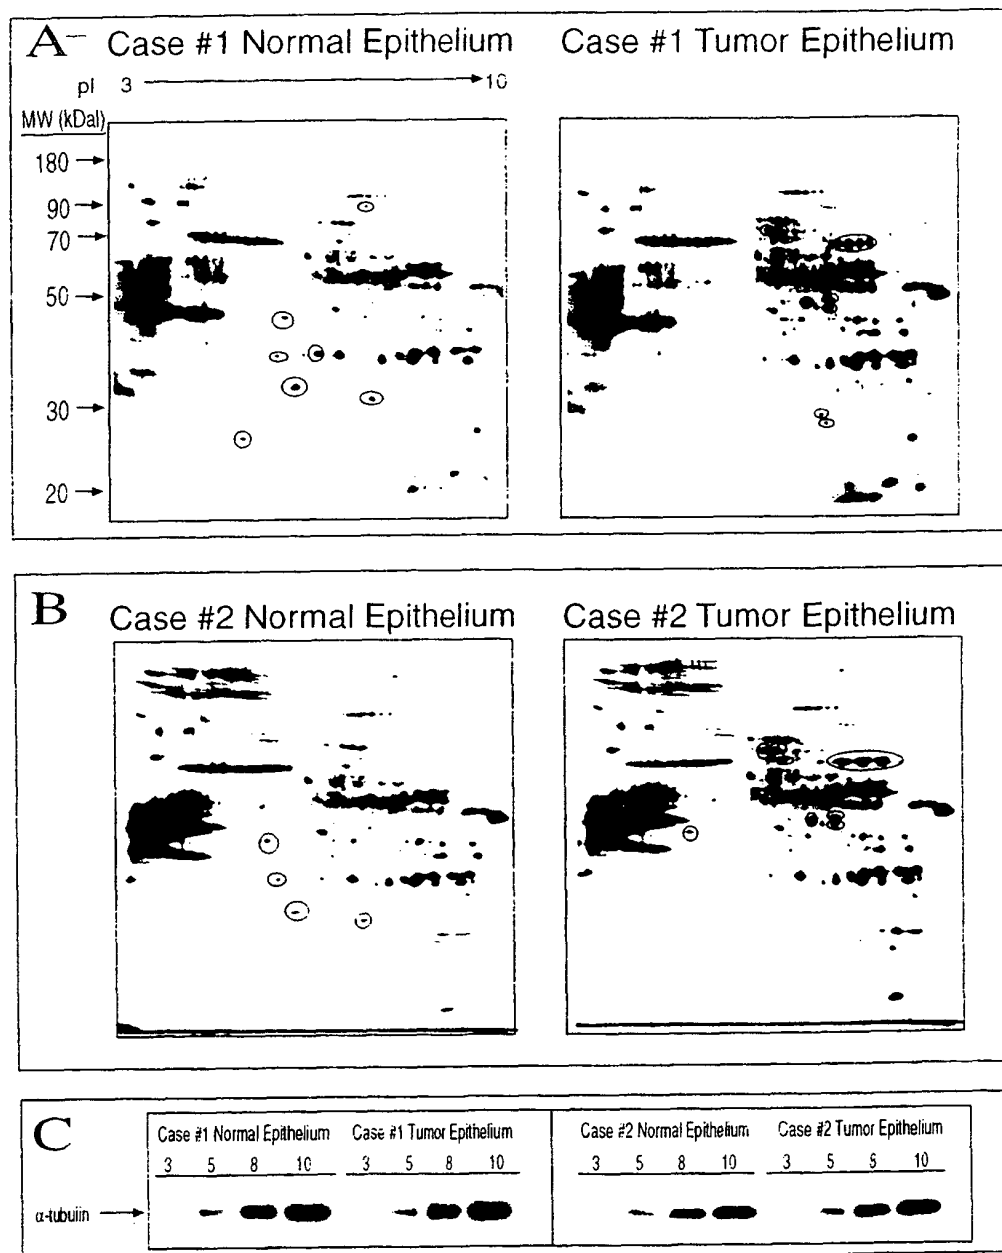 A Case #1 Normal Epithelium Case #1 Tumor Epithelium
pI 3 10
MW (kDal)
180
90
70
50
30
20
B Case #2 Normal Epithelium Case #2 Tumor Epithelium
C
Case #1 Normal Epithelium Case #1 Tumor Epithelium Case #2 Normal Epithelium Case #2 Tumor Epithelium
3 5 8 10 3 5 8 10 3 5 8 10 3 5 8 10
α-tubulin